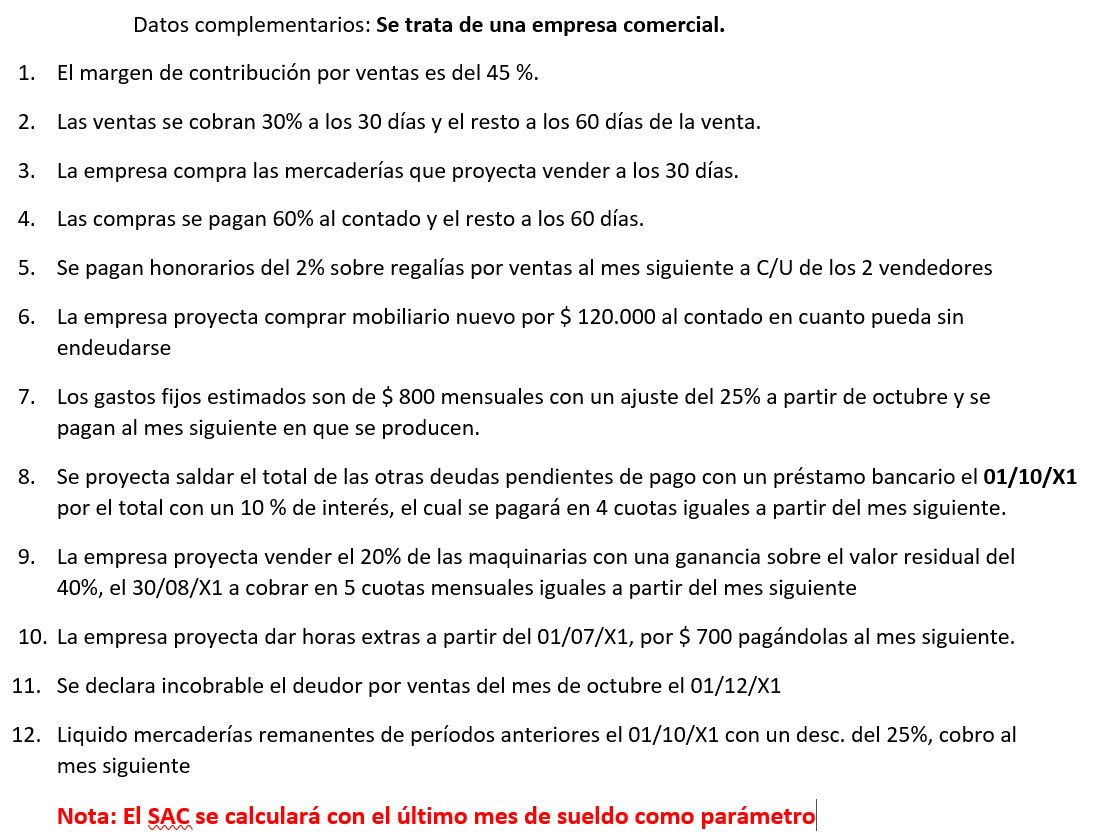 Datos complementarios: Se trata de una empresa comercial.
1. El margen de contribución por ventas es del 45 %.
2. Las ventas se cobran 30% a los 30 días y el resto a los 60 días de la venta.
3. La empresa compra las mercaderías que proyecta vender a los 30 días.
4. Las compras se pagan 60% al contado y el resto a los 60 días.
5. Se pagan honorarios del 2% sobre regalías por ventas al mes siguiente a C/U de los 2 vendedores
6. La empresa proyecta comprar mobiliario nuevo por $ 120.000 al contado en cuanto pueda sin
endeudarse
7. Los gastos fijos estimados son de $ 800 mensuales con un ajuste del 25% a partir de octubre y se
pagan al mes siguiente en que se producen.
8. Se proyecta saldar el total de las otras deudas pendientes de pago con un préstamo bancario el 01/10/X1
por el total con un 10 % de interés, el cual se pagará en 4 cuotas iguales a partir del mes siguiente.
9. La empresa proyecta vender el 20% de las maquinarias con una ganancia sobre el valor residual del
40%, el 30/08/X1 a cobrar en 5 cuotas mensuales iguales a partir del mes siguiente
10. La empresa proyecta dar horas extras a partir del 01/07/X1, por $ 700 pagándolas al mes siguiente.
11. Se declara incobrable el deudor por ventas del mes de octubre el 01/12/X1
12. Liquido mercaderías remanentes de períodos anteriores el 01/10/X1 con un desc. del 25%, cobro al
mes siguiente
Nota: El SAC se calculará con el último mes de sueldo como parámetro